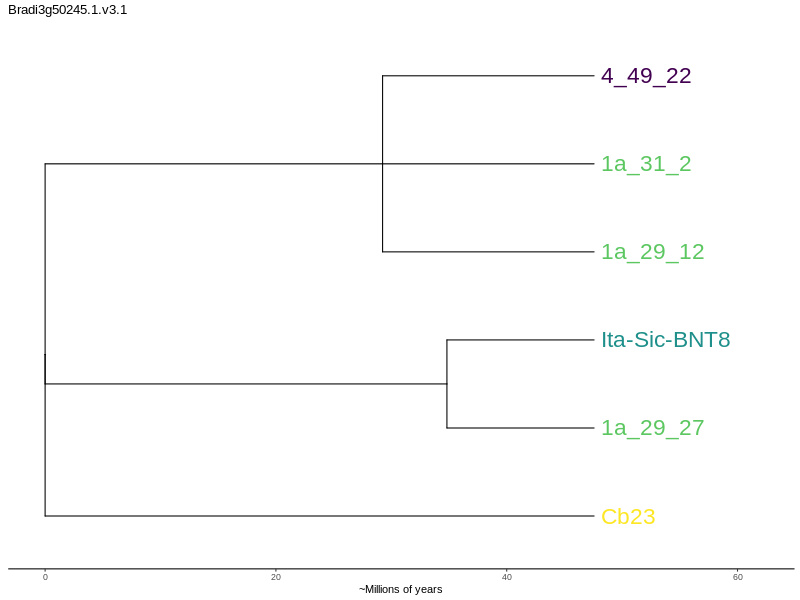 Bradi3g50245.1.v3.1
4_49_22
1a_31_2
1a_29_12
Ita-Sic-BNT8
1a_29_27
Cb23
0 20 40 60
~Millions of years